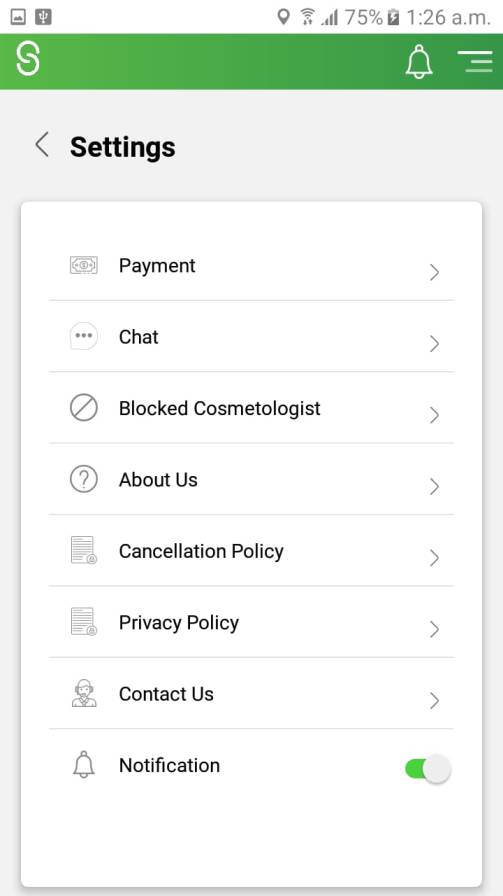 75% 1:26 a.m.
Settings
Payment
Chat
Blocked Cosmetologist
About Us
Cancellation Policy
Privacy Policy
Contact Us
Notification